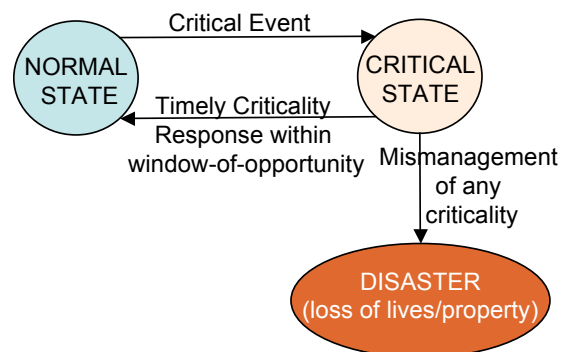 Critical Event
NORMAL
STATE
CRITICAL
STATE
Timely Criticality
Response within
window-of-opportunity
Mismanagement
of any
criticality
DISASTER
(loss of lives/property)